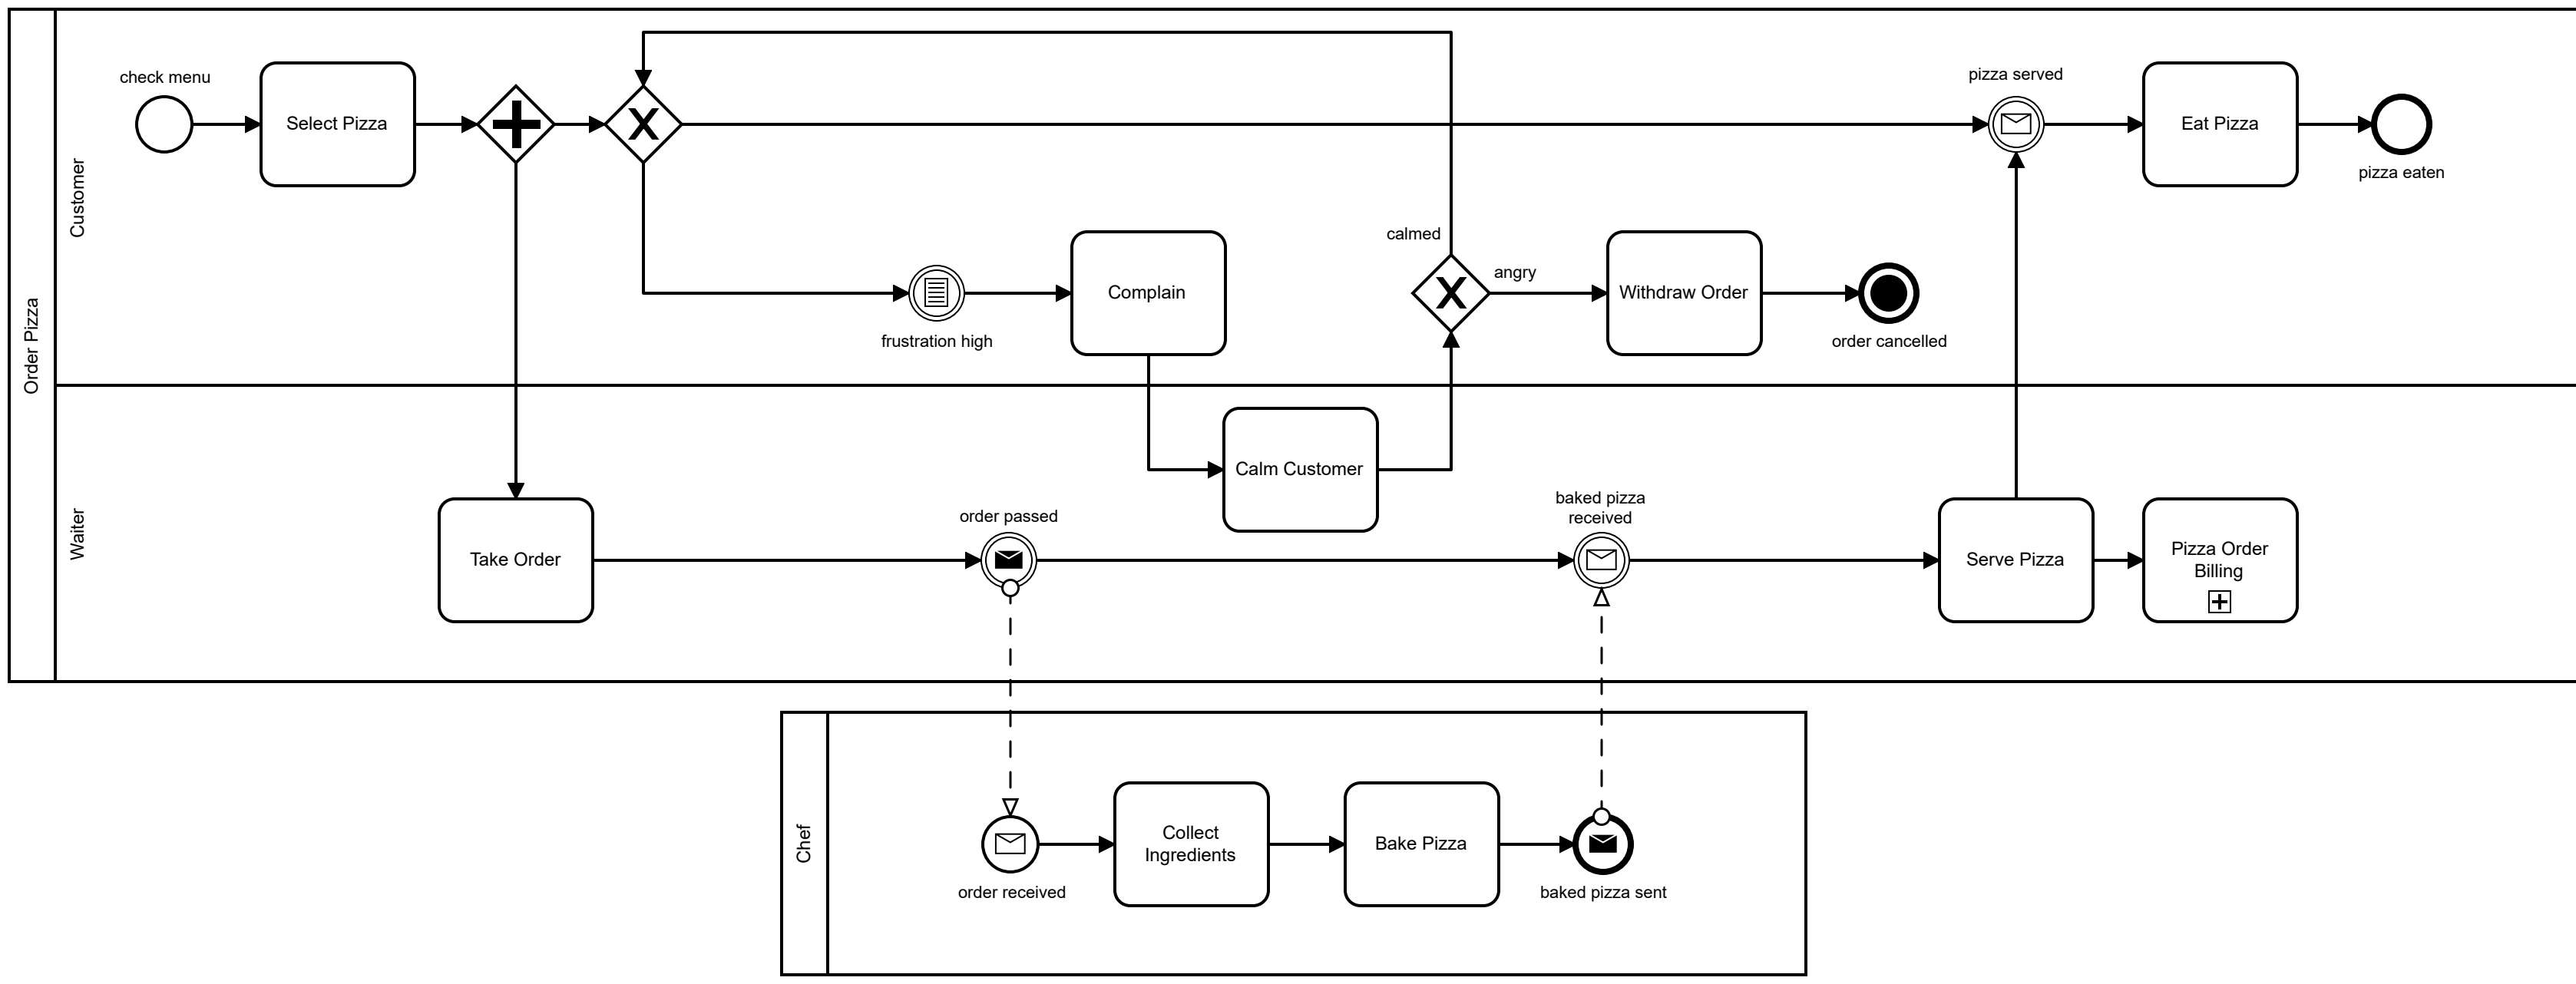 Order Pizza
Customer
check menu
Select Pizza
pizza served
Eat Pizza
pizza eaten
calmed
angry
frustration high
Complain
Withdraw Order
order cancelled
Waiter
Calm Customer
Take Order
order passed
baked pizza
received
Serve Pizza
Pizza Order
Billing
Chef
order received
Collect
Ingredients
Bake Pizza
baked pizza sent